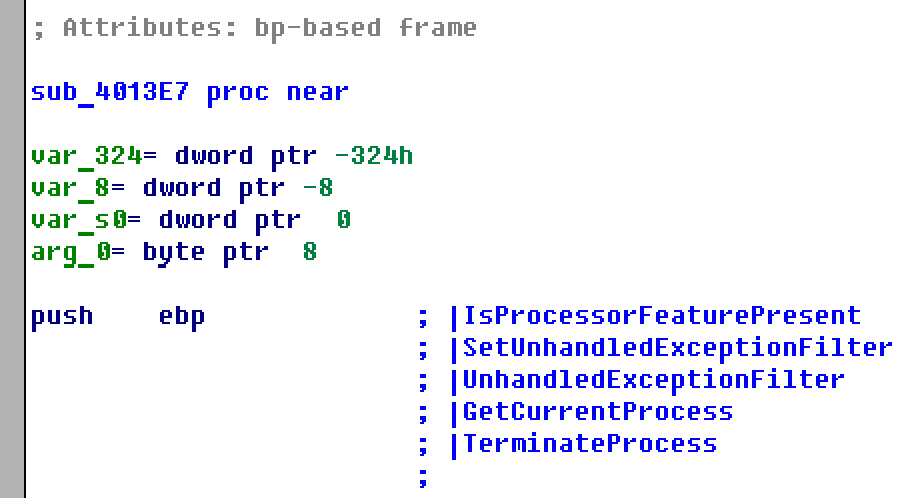 ; Attributes: bp-based frame
sub_4013E7 proc near
var_324= dword ptr -324h
var_8= dword ptr -8
var_s0= dword ptr  0
arg_0= byte ptr  8
push    ebp             ; |IsProcessorFeaturePresent
; |SetUnhandledExceptionFilter
; |UnhandledExceptionFilter
; |GetCurrentProcess
; |TerminateProcess
;